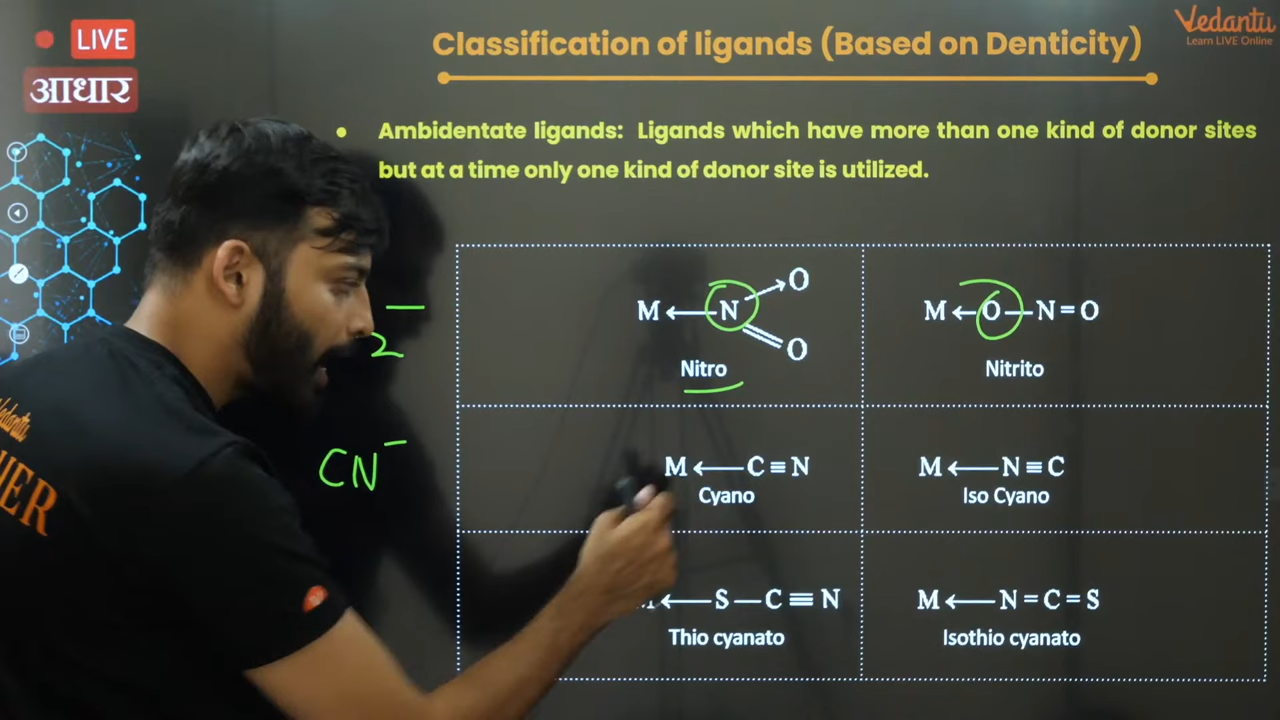 LIVE
आधार
Vedantu
Learn LIVE Online
Classification of ligands (Based on Denticity)
• Ambidentate ligands: Ligands which have more than one kind of donor sites
but at a time only one kind of donor site is utilized.
2 –
CN⁻
M ← N → O
= O
Nitro
M ← O — N = O
Nitrito
M ← C ≡ N
Cyano
M ← N ≡ C
Iso Cyano
← S — C ≡ N
Thio cyanato
M ← N = C = S
Isothio cyanato
Vedantu